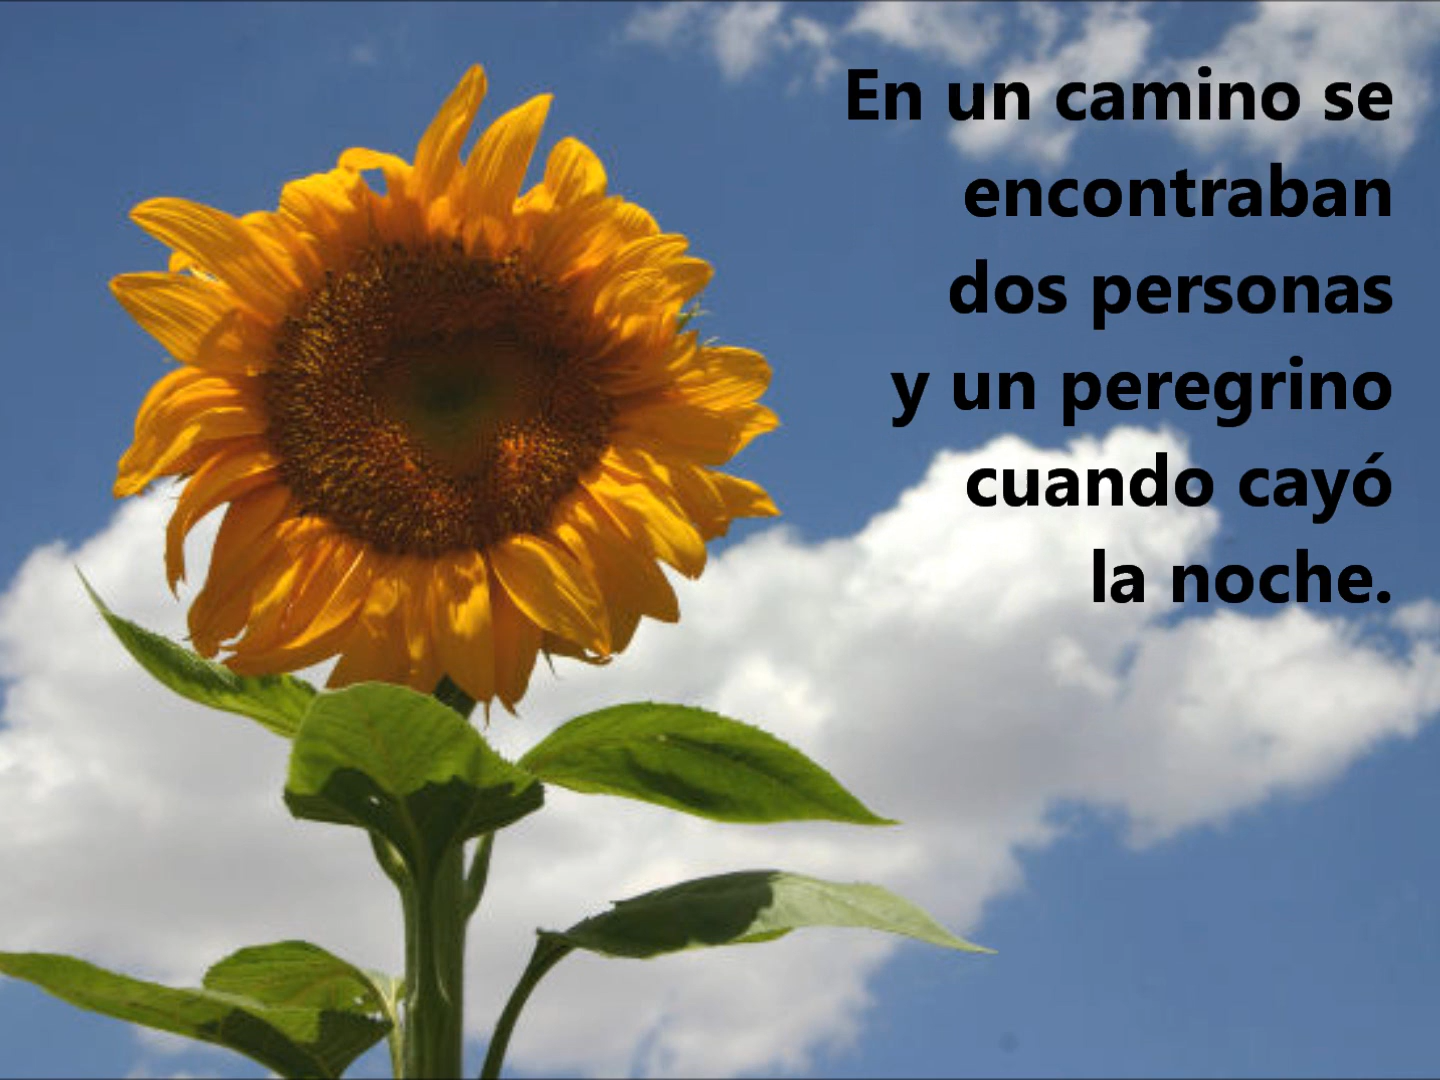 En un camino se
encontraban
dos personas
y un peregrino
cuando cayó
la noche.